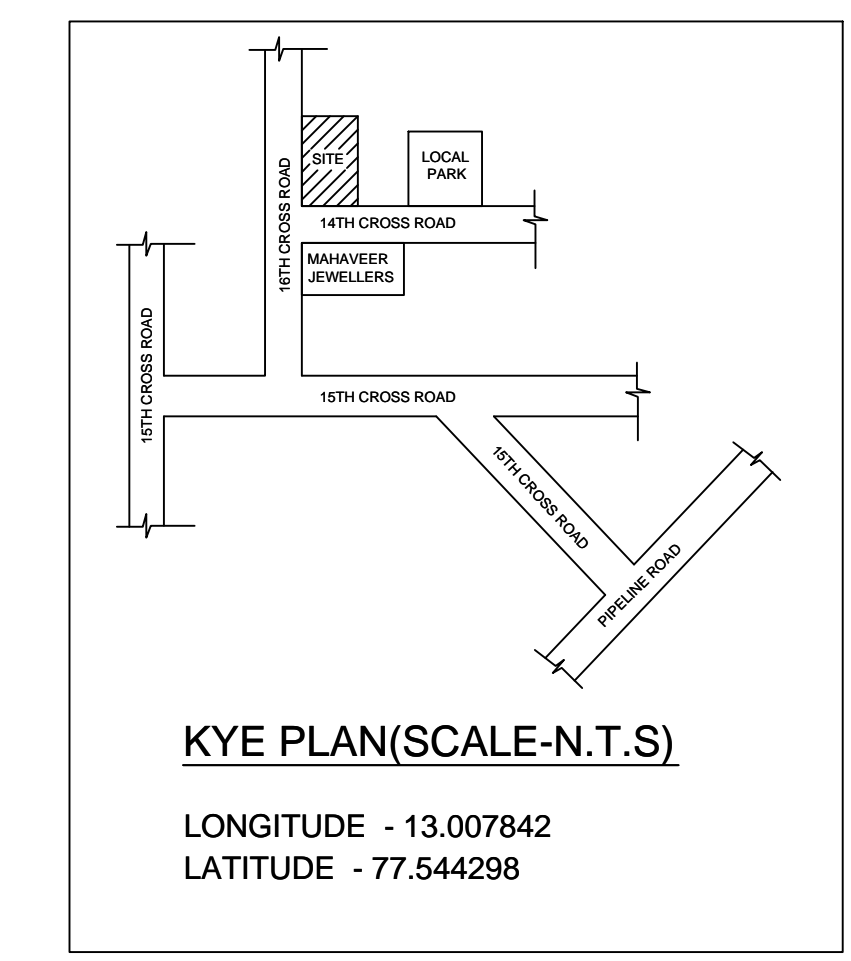 SITE
LOCAL
PARK
14TH CROSS ROAD
16TH CROSS ROAD
MAHAVEER
JEWELLERS
15TH CROSS ROAD
15TH CROSS ROAD
15TH CROSS ROAD
PIPELINE ROAD
KYE PLAN(SCALE-N.T.S)
LONGITUDE - 13.007842
LATITUDE - 77.544298